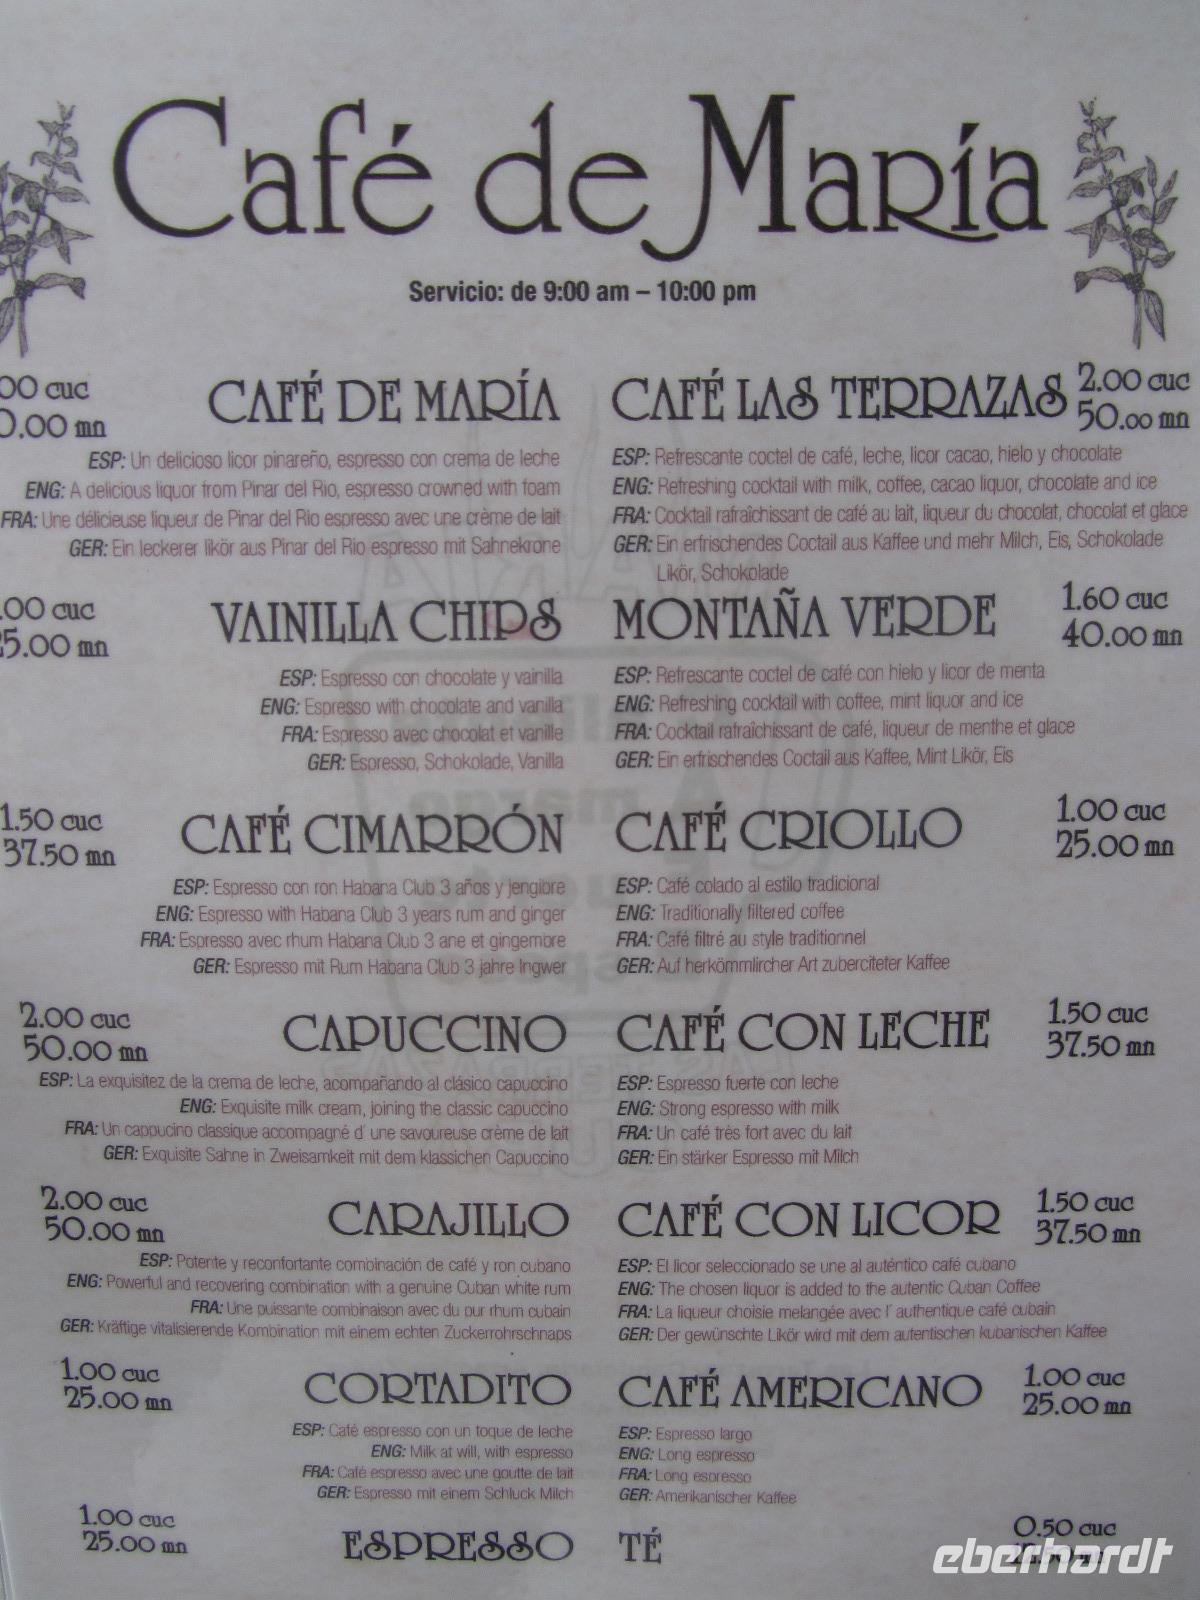 Café de María
Servicio: de 9:00 am – 10:00 pm
00 cuc
0.00 mn
CAFÉ DE MARÍA
ESP: Un delicioso licor pinareño, espresso con crema de leche
ENG: A delicious liquor from Pinar del Rio, espresso crowned with foam
FRA: Une délicieuse liqueur de Pinar del Rio espresso avec une crème de lait
GER: Ein leckerer likör aus Pinar del Rio espresso mit Sahnekrone
.00 cuc
25.00 mn
VAINILLA CHIPS
ESP: Espresso con chocolate y vainilla
ENG: Espresso with chocolate and vanilla
FRA: Espresso avec chocolat et vanille
GER: Espresso, Schokolade, Vanilla
1.50 cuc
37.50 mn
CAFÉ CIMARRÓN
ESP: Espresso con ron Habana Club 3 años y jengibre
ENG: Espresso with Habana Club 3 years rum and ginger
FRA: Espresso avec rhum Habana Club 3 ane et gingembre
GER: Espresso mit Rum Habana Club 3 jahre Ingwer
2.00 cuc
50.00 mn
CAPUCCINO
ESP: La exquisitez de la crema de leche, acompañando al clásico capuccino
ENG: Exquisite milk cream, joining the classic capuccino
FRA: Un cappucino classique accompagné d' une savoureuse crème de lait
GER: Exquisite Sahne in Zweisamkeit mit dem klassichen Capuccino
2.00 cuc
50.00 mn
CARAJILLO
ESP: Potente y reconfortante combinación de café y ron cubano
ENG: Powerful and recovering combination with a genuine Cuban white rum
FRA: Une puissante combinaison avec du pur rhum cubain
GER: Kräftige vitalisierende Kombination mit einem echten Zuckerrohrschnaps
1.00 cuc
25.00 mn
CORTADITO
ESP: Café espresso con un toque de leche
ENG: Milk at will, with espresso
FRA: Café espresso avec une goutte de lait
GER: Espresso mit einem Schluck Milch
1.00 cuc
25.00 mn
ESPRESSO
CAFÉ LAS TERRAZAS
2.00 cuc
50.00 mn
ESP: Refrescante coctel de café, leche, licor cacao, hielo y chocolate
ENG: Refreshing cocktail with milk, coffee, cacao liquor, chocolate and ice
FRA: Cocktail rafraîchissant de café au lait, liqueur du chocolat, chocolat et glace
GER: Ein erfrischendes Coctail aus Kaffee und mehr Milch, Eis, Schokolade
Likör, Schokolade
MONTAÑA VERDE
1.60 cuc
40.00 mn
ESP: Refrescante coctel de café con hielo y licor de menta
ENG: Refreshing cocktail with coffee, mint liquor and ice
FRA: Cocktail rafraîchissant de café, liqueur de menthe et glace
GER: Ein erfrischendes Coctail aus Kaffee, Mint Likör, Eis
CAFÉ CRIOLLO
1.00 cuc
25.00 mn
ESP: Café colado al estilo tradicional
ENG: Traditionally filtered coffee
FRA: Café filtré au style traditionnel
GER: Auf herkömmlircher Art zuberciteter Kaffee
CAFÉ CON LECHE
1.50 cuc
37.50 mn
ESP: Espresso fuerte con leche
ENG: Strong espresso with milk
FRA: Un café très fort avec du lait
GER: Ein stärker Espresso mit Milch
CAFÉ CON LICOR
1.50 cuc
37.50 mn
ESP: El licor seleccionado se une al auténtico café cubano
ENG: The chosen liquor is added to the autentic Cuban Coffee
FRA: La liqueur choisie melangée avec l' authentique café cubain
GER: Der gewünschte Likör wird mit dem autentischen kubanischen Kaffee
CAFÉ AMERICANO
1.00 cuc
25.00 mn
ESP: Espresso largo
ENG: Long espresso
FRA: Long espresso
GER: Amerikanischer Kaffee
TÉ
0.50 cuc
eberhardt